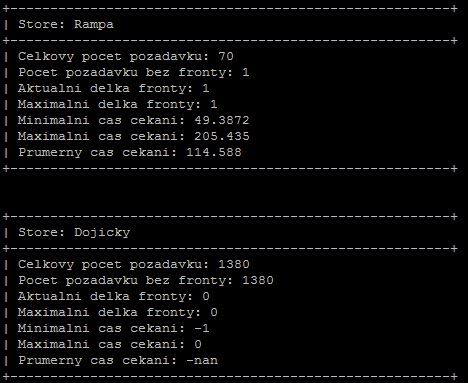 +--------------------------------------------------------+
| Store: Rampa
+--------------------------------------------------------+
| Celkovy pocet pozadavku: 70
| Pocet pozadavku bez fronty: 1
| Aktualni delka fronty: 1
| Maximalni delka fronty: 1
| Minimalni cas cekani: 49.3872
| Maximalni cas cekani: 205.435
| Prumerny cas cekani: 114.588
+--------------------------------------------------------+
+--------------------------------------------------------+
| Store: Dojicky
+--------------------------------------------------------+
| Celkovy pocet pozadavku: 1380
| Pocet pozadavku bez fronty: 1380
| Aktualni delka fronty: 0
| Maximalni delka fronty: 0
| Minimalni cas cekani: -1
| Maximalni cas cekani: 0
| Prumerny cas cekani: -nan
+--------------------------------------------------------+